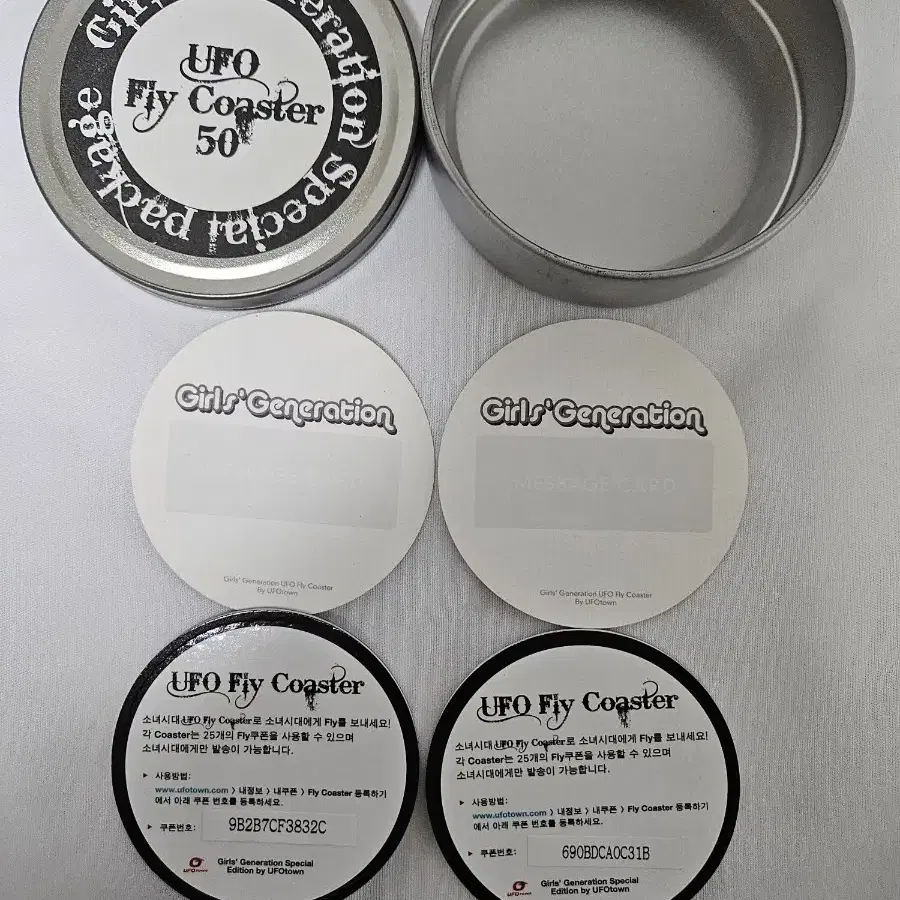 Girls' Generation Special package
UFO
Fly Coaster
50
Girls' Generation
Girls' Generation UFO Fly Coaster
By UFOtown
Girls' Generation
MESSAGE CARD
Girls' Generation UFO Fly Coaster
By UFOtown
UFO Fly Coaster
소녀시대 UFO Fly Coaster로 소녀시대에게 Fly를 보내세요!
각 Coaster는 25개의 Fly쿠폰을 사용할 수 있으며
소녀시대에게만 발송이 가능합니다.
▶ 사용방법:
www.ufotown.com 〉내정보 〉내쿠폰 〉Fly Coaster 등록하기
에서 아래 쿠폰 번호를 등록하세요.
▶ 쿠폰번호: 9B2B7CF3832C
UFOtown
Girls' Generation Special
Edition by UFOtown
UFO Fly Coaster
소녀시대 UFO Fly Coaster로 소녀시대에게 Fly를 보내세요!
각 Coaster는 25개의 Fly쿠폰을 사용할 수 있으며
소녀시대에게만 발송이 가능합니다.
▶ 사용방법:
www.ufotown.com 〉내정보 〉내쿠폰 〉Fly Coaster 등록하기
에서 아래 쿠폰 번호를 등록하세요.
▶ 쿠폰번호: 690BDCA0C31B
UFOtown
Girls' Generation Special
Edition by UFOtown